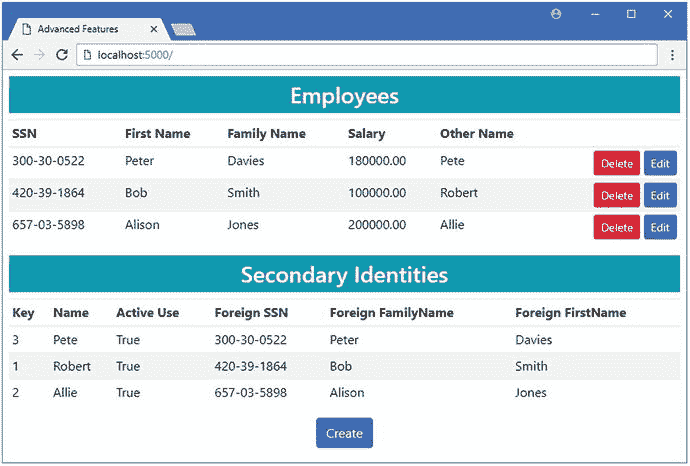 Advanced Features
localhost:5000/
Employees
SSN First Name Family Name Salary Other Name
300-30-0522 Peter Davies 180000.00 Pete Delete Edit
420-39-1864 Bob Smith 100000.00 Robert Delete Edit
657-03-5898 Alison Jones 200000.00 Allie Delete Edit
Secondary Identities
Key Name Active Use Foreign SSN Foreign FamilyName Foreign FirstName
3 Pete True 300-30-0522 Peter Davies
1 Robert True 420-39-1864 Bob Smith
2 Allie True 657-03-5898 Alison Jones
Create